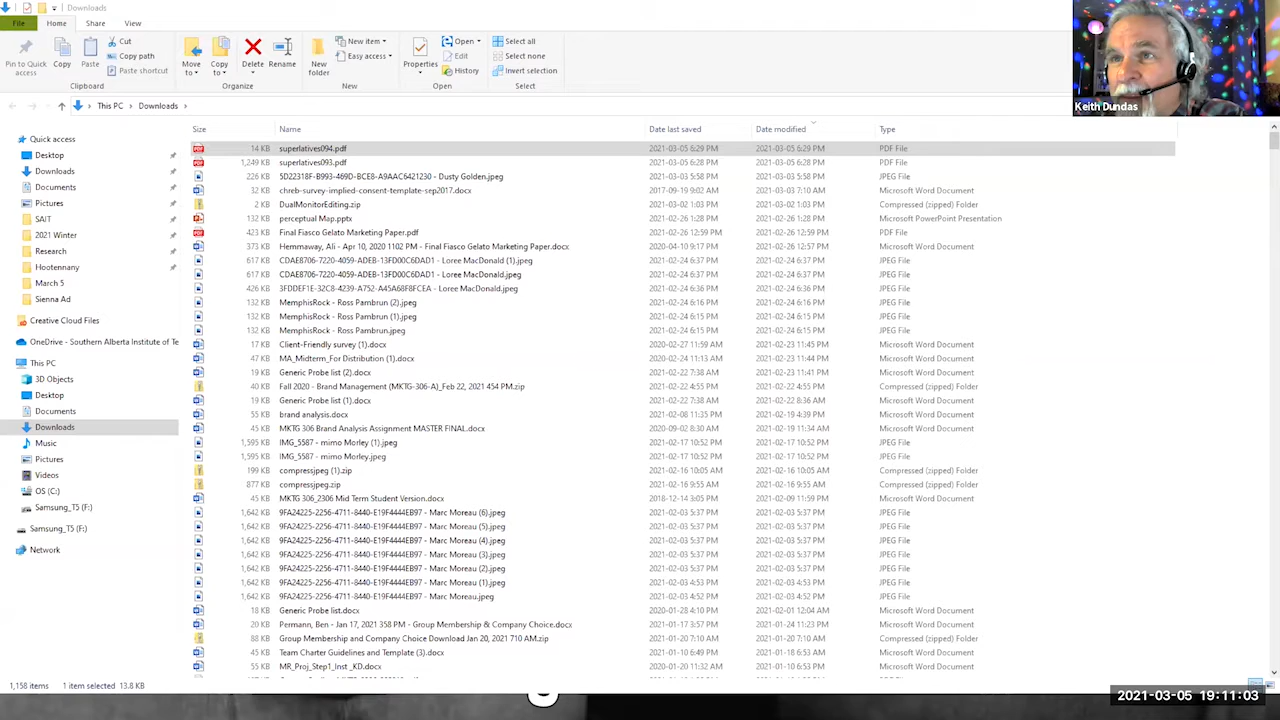 Downloads
File Home Share View
Pin to Quick access
Copy
Paste
Cut
Copy path
Paste shortcut
Clipboard
Move to
Copy to
Delete
Rename
Organize
New folder
New item
Easy access
New
Properties
Open
Edit
History
Open
Select all
Select none
Invert selection
Select
Keith Dundas
This PC Downloads
Quick access
Desktop
Downloads
Documents
Pictures
SAIT
2021 Winter
Research
Hootennany
March 5
Sienna Ad
Creative Cloud Files
OneDrive - Southern Alberta Institute of Te
This PC
3D Objects
Desktop
Documents
Downloads
Music
Pictures
Videos
OS (C:)
Samsung_T5 (F:)
Samsung_T5 (F:)
Network
Size Name Date last saved Date modified Type
14 KB superlatives094.pdf 2021-03-05 6:29 PM 2021-03-05 6:29 PM PDF File
1,249 KB superlatives093.pdf 2021-03-05 6:28 PM 2021-03-05 6:28 PM PDF File
226 KB 5D22318F-B993-469D-BCE8-A9AAC6421230 - Dusty Golden.jpeg 2021-03-03 5:58 PM 2021-03-03 5:58 PM JPEG File
32 KB chreb-survey-implied-consent-template-sep2017.docx 2017-09-19 9:02 AM 2021-03-03 7:10 AM Microsoft Word Document
2 KB DualMonitorEditing.zip 2021-03-02 1:03 PM 2021-03-02 1:03 PM Compressed (zipped) Folder
132 KB perceptual Map.pptx 2021-02-26 1:28 PM 2021-02-26 1:28 PM Microsoft PowerPoint Presentation
423 KB Final Fiasco Gelato Marketing Paper.pdf 2021-02-26 12:59 PM 2021-02-26 12:59 PM PDF File
373 KB Hemmaway, Ali - Apr 10, 2020 1102 PM - Final Fiasco Gelato Marketing Paper.docx 2020-04-10 9:17 PM 2021-02-26 12:57 PM Microsoft Word Document
617 KB CDAE8706-7220-4059-ADEB-13FD00C6DAD1 - Loree MacDonald (1).jpeg 2021-02-24 6:37 PM 2021-02-24 6:37 PM JPEG File
617 KB CDAE8706-7220-4059-ADEB-13FD00C6DAD1 - Loree MacDonald.jpeg 2021-02-24 6:37 PM 2021-02-24 6:37 PM JPEG File
426 KB 3FDDEF1E-32C8-4239-A752-A45A68F8FCEA - Loree MacDonald.jpeg 2021-02-24 6:36 PM 2021-02-24 6:36 PM JPEG File
132 KB MemphisRock - Ross Pambrun (2).jpeg 2021-02-24 6:16 PM 2021-02-24 6:16 PM JPEG File
132 KB MemphisRock - Ross Pambrun (1).jpeg 2021-02-24 6:15 PM 2021-02-24 6:15 PM JPEG File
132 KB MemphisRock - Ross Pambrun.jpeg 2021-02-24 6:15 PM 2021-02-24 6:15 PM JPEG File
17 KB Client-Friendly survey (1).docx 2020-02-27 11:59 AM 2021-02-23 11:45 PM Microsoft Word Document
47 KB MA_Midterm_For Distribution (1).docx 2020-02-24 11:13 AM 2021-02-23 11:44 PM Microsoft Word Document
19 KB Generic Probe list (2).docx 2021-02-22 7:38 AM 2021-02-23 11:41 PM Microsoft Word Document
40 KB Fall 2020 - Brand Management (MKTG-306-A)_Feb 22, 2021 454 PM.zip 2021-02-22 4:55 PM 2021-02-22 4:55 PM Compressed (zipped) Folder
19 KB Generic Probe list (1).docx 2021-02-22 7:38 AM 2021-02-22 8:36 AM Microsoft Word Document
55 KB brand analysis.docx 2021-02-08 11:35 PM 2021-02-19 4:39 PM Microsoft Word Document
45 KB MKTG 306 Brand Analysis Assignment MASTER FINAL.docx 2020-09-02 8:30 AM 2021-02-19 11:34 AM Microsoft Word Document
1,595 KB IMG_5587 - mimo Morley (1).jpeg 2021-02-17 10:52 PM 2021-02-17 10:52 PM JPEG File
1,595 KB IMG_5587 - mimo Morley.jpeg 2021-02-17 10:52 PM 2021-02-17 10:52 PM JPEG File
199 KB compressjpeg (1).zip 2021-02-16 10:05 AM 2021-02-16 10:05 AM Compressed (zipped) Folder
877 KB compressjpeg.zip 2021-02-16 9:55 AM 2021-02-16 9:55 AM Compressed (zipped) Folder
45 KB MKTG 306_2306 Mid Term Student Version.docx 2018-12-14 3:05 PM 2021-02-09 11:59 PM Microsoft Word Document
1,642 KB 9FA24225-2256-4711-8440-E19F4444EB97 - Marc Moreau (6).jpeg 2021-02-03 5:37 PM 2021-02-03 5:37 PM JPEG File
1,642 KB 9FA24225-2256-4711-8440-E19F4444EB97 - Marc Moreau (5).jpeg 2021-02-03 5:37 PM 2021-02-03 5:37 PM JPEG File
1,642 KB 9FA24225-2256-4711-8440-E19F4444EB97 - Marc Moreau (4).jpeg 2021-02-03 5:37 PM 2021-02-03 5:37 PM JPEG File
1,642 KB 9FA24225-2256-4711-8440-E19F4444EB97 - Marc Moreau (3).jpeg 2021-02-03 5:37 PM 2021-02-03 5:37 PM JPEG File
1,642 KB 9FA24225-2256-4711-8440-E19F4444EB97 - Marc Moreau (2).jpeg 2021-02-03 5:37 PM 2021-02-03 5:37 PM JPEG File
1,642 KB 9FA24225-2256-4711-8440-E19F4444EB97 - Marc Moreau (1).jpeg 2021-02-03 5:37 PM 2021-02-03 5:37 PM JPEG File
1,642 KB 9FA24225-2256-4711-8440-E19F4444EB97 - Marc Moreau.jpeg 2021-02-03 4:52 PM 2021-02-03 4:52 PM JPEG File
18 KB Generic Probe list.docx 2020-01-28 4:10 PM 2021-02-01 12:04 AM Microsoft Word Document
20 KB Permann, Ben - Jan 17, 2021 358 PM - Group Membership & Company Choice.docx 2021-01-17 3:57 PM 2021-01-24 11:23 PM Microsoft Word Document
88 KB Group Membership and Company Choice Download Jan 20, 2021 710 AM.zip 2021-01-20 7:10 AM 2021-01-20 7:10 AM Compressed (zipped) Folder
45 KB Team Charter Guidelines and Template (3).docx 2021-01-10 6:49 PM 2021-01-18 6:53 AM Microsoft Word Document
55 KB MR_Proj_Step1_Inst _KD.docx 2020-01-20 11:32 AM 2021-01-18 6:53 AM Microsoft Word Document
1,158 items 1 item selected 13.8 KB
2021-03-05 19:11:03